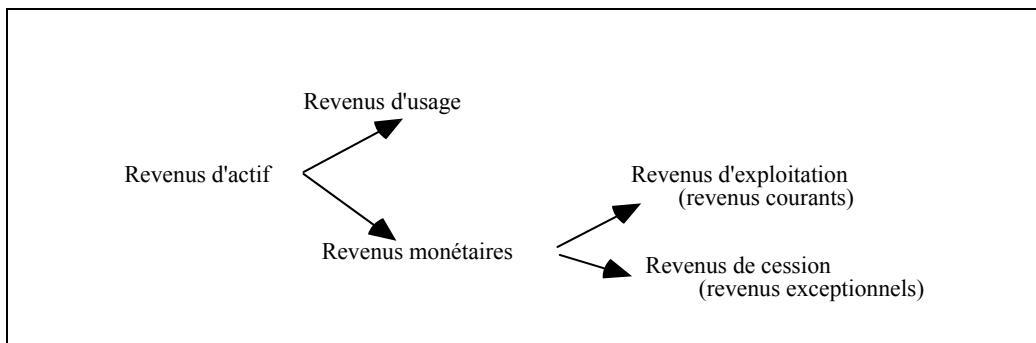 Revenus d'usage
Revenus d'actif
Revenus d'exploitation
(revenus courants)
Revenus monétaires
Revenus de cession
(revenus exceptionnels)